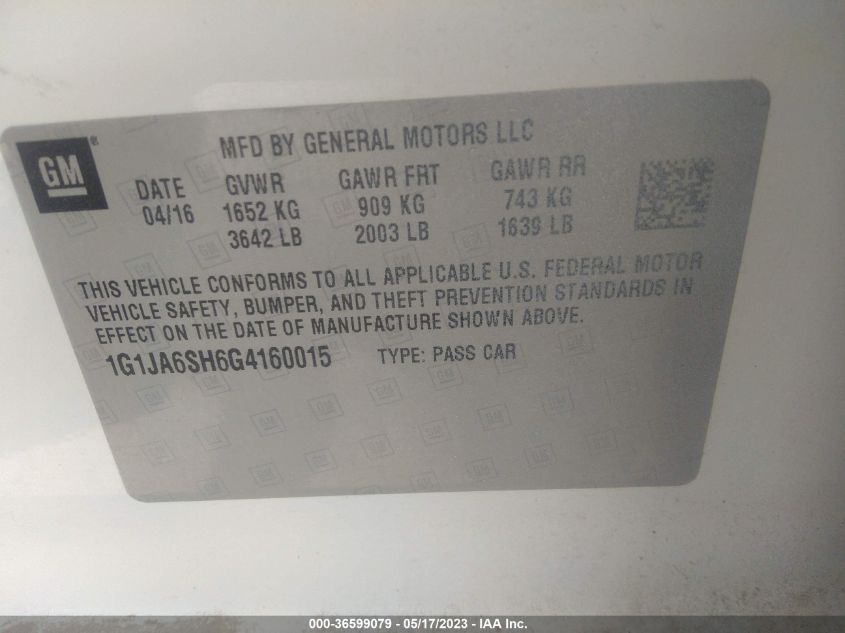 GM ®
MFD BY GENERAL MOTORS LLC
DATE GVWR GAWR FRT GAWR RR
04/16 1652 KG 909 KG 743 KG
3642 LB 2003 LB 1639 LB
THIS VEHICLE CONFORMS TO ALL APPLICABLE U.S. FEDERAL MOTOR
VEHICLE SAFETY, BUMPER, AND THEFT PREVENTION STANDARDS IN
EFFECT ON THE DATE OF MANUFACTURE SHOWN ABOVE.
1G1JA6SH6G4160015 TYPE: PASS CAR
000-36599079 - 05/17/2023 - IAA Inc.